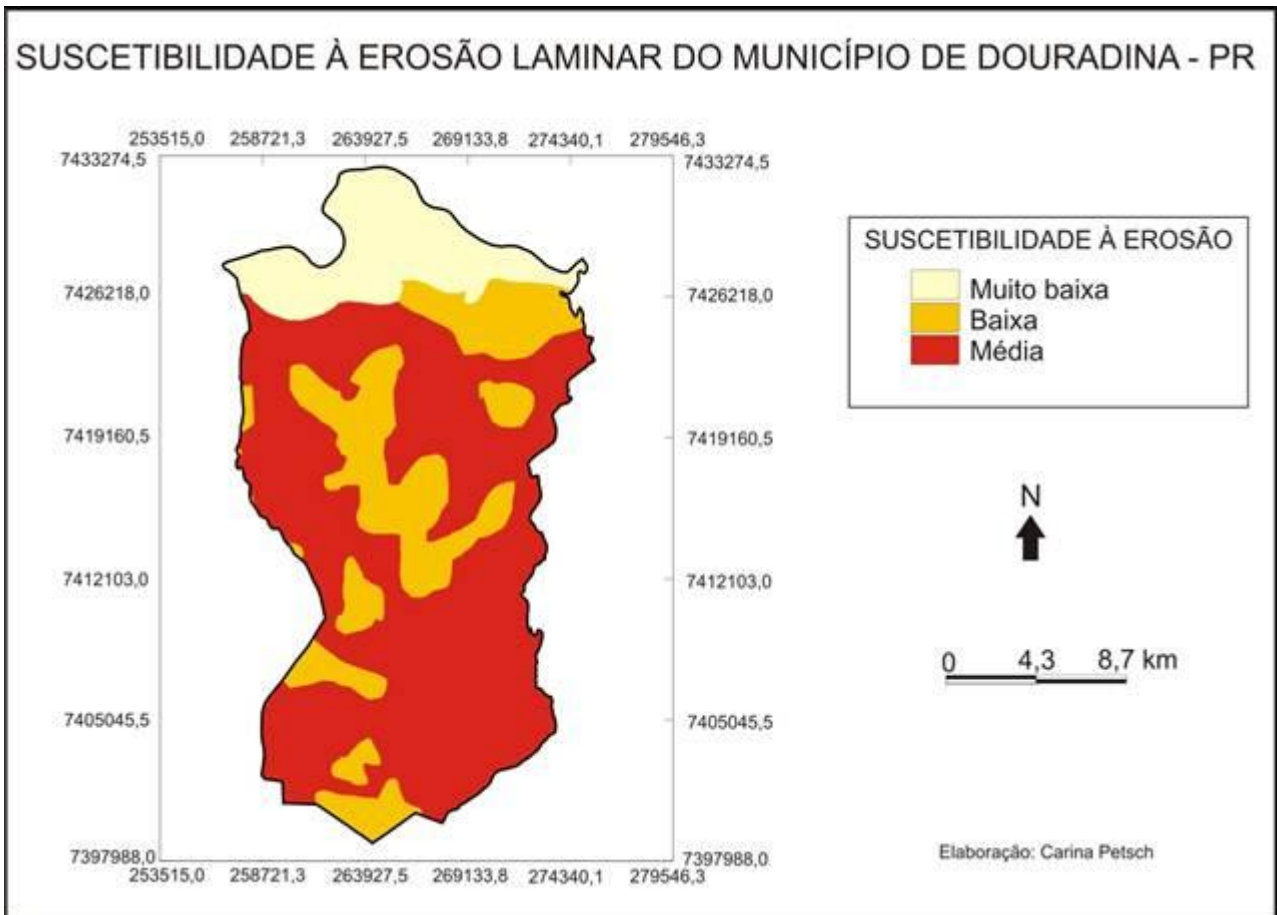 SUSCETIBILIDADE À EROSÃO LAMINAR DO MUNICÍPIO DE DOURADINA - PR
253515,0 258721,3 263927,5 269133,8 274340,1 279546,3
7433274,5 7433274,5
SUSCETIBILIDADE À EROSÃO
Muito baixa
7426218,0 7426218,0
Baixa
Média
7419160,5 7419160,5
N
7412103,0 7412103,0
0 4,3 8,7 km
7405045,5 7405045,5
7397988,0 7397988,0
Elaboração: Carina Petsch
253515,0 258721,3 263927,5 269133,8 274340,1 279546,3